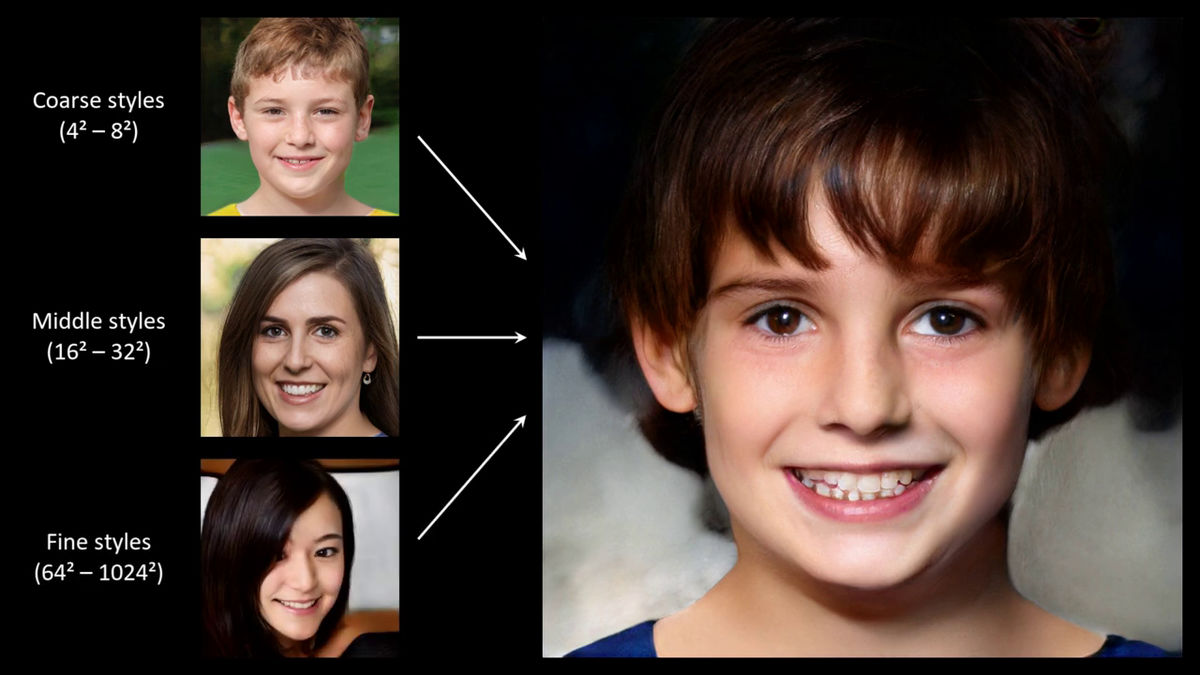 Coarse styles
(4² – 8²)
Middle styles
(16² – 32²)
Fine styles
(64² – 1024²)